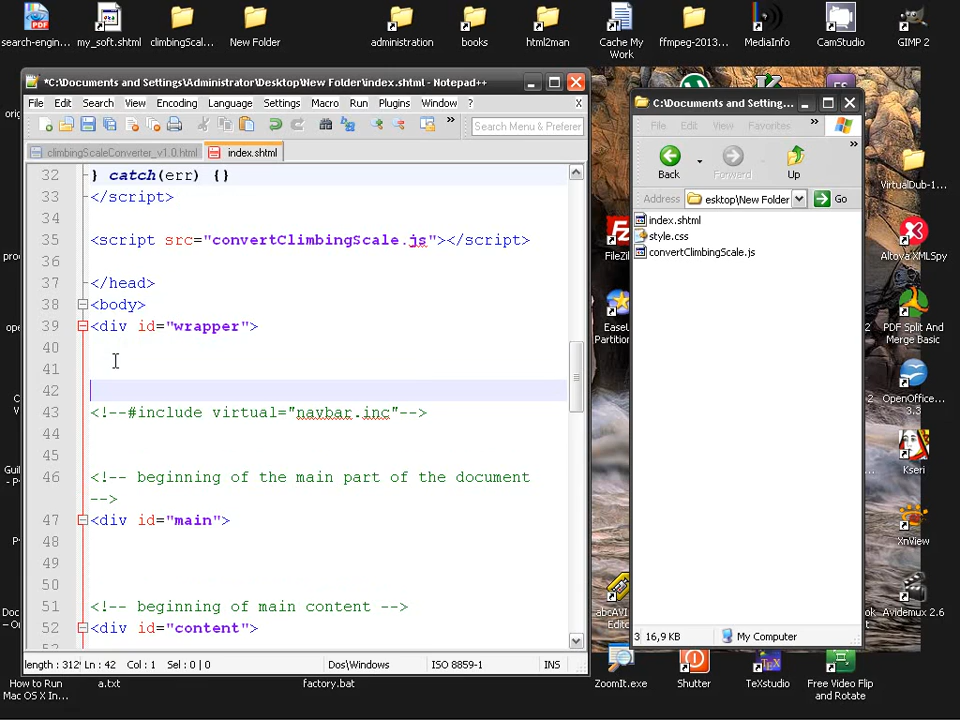 search-engin...
my_soft.shtml
climbingScal...
New Folder
administration
books
html2man
Cache My
Work
ffmpeg-2013...
MediaInfo
CamStudio
GIMP 2
*C:\Documents and Settings\Administrator\Desktop\New Folder\index.shtml - Notepad++
File Edit Search View Encoding Language Settings Macro Run Plugins Window ? X
» Search Menu & Preferer
climbingScaleConverter_v1.0.html
index.shtml
32 } catch(err) {}
33 </script>
34
35 <script src="convertClimbingScale.js"></script>
36
37 </head>
38 <body>
39 <div id="wrapper">
40
41
42
43 <!--#include virtual="navbar.inc"-->
44
45
46 <!-- beginning of the main part of the document
-->
47 <div id="main">
48
49
50
51 <!-- beginning of main content -->
52 <div id="content">
length : 312' Ln : 42 Col : 1 Sel : 0 | 0 Dos\Windows ISO 8859-1 INS
C:\Documents and Setting...
File Edit View Favorites »
Back Forward Up
Address esktop\New Folder Go
index.shtml
style.css
convertClimbingScale.js
3 16,9 KB My Computer
VirtualDub-1...
FileZil
Altova XMLSpy
EaseU
Partition
PDF Split And
Merge Basic
OpenOffice...
3.3
Kseri
XnView
abcAVI
Edito
Avidemux 2.6
How to Run
Mac OS X In...
a.txt
factory.bat
ZoomIt.exe
Shutter
TeXstudio
Free Video Flip
and Rotate